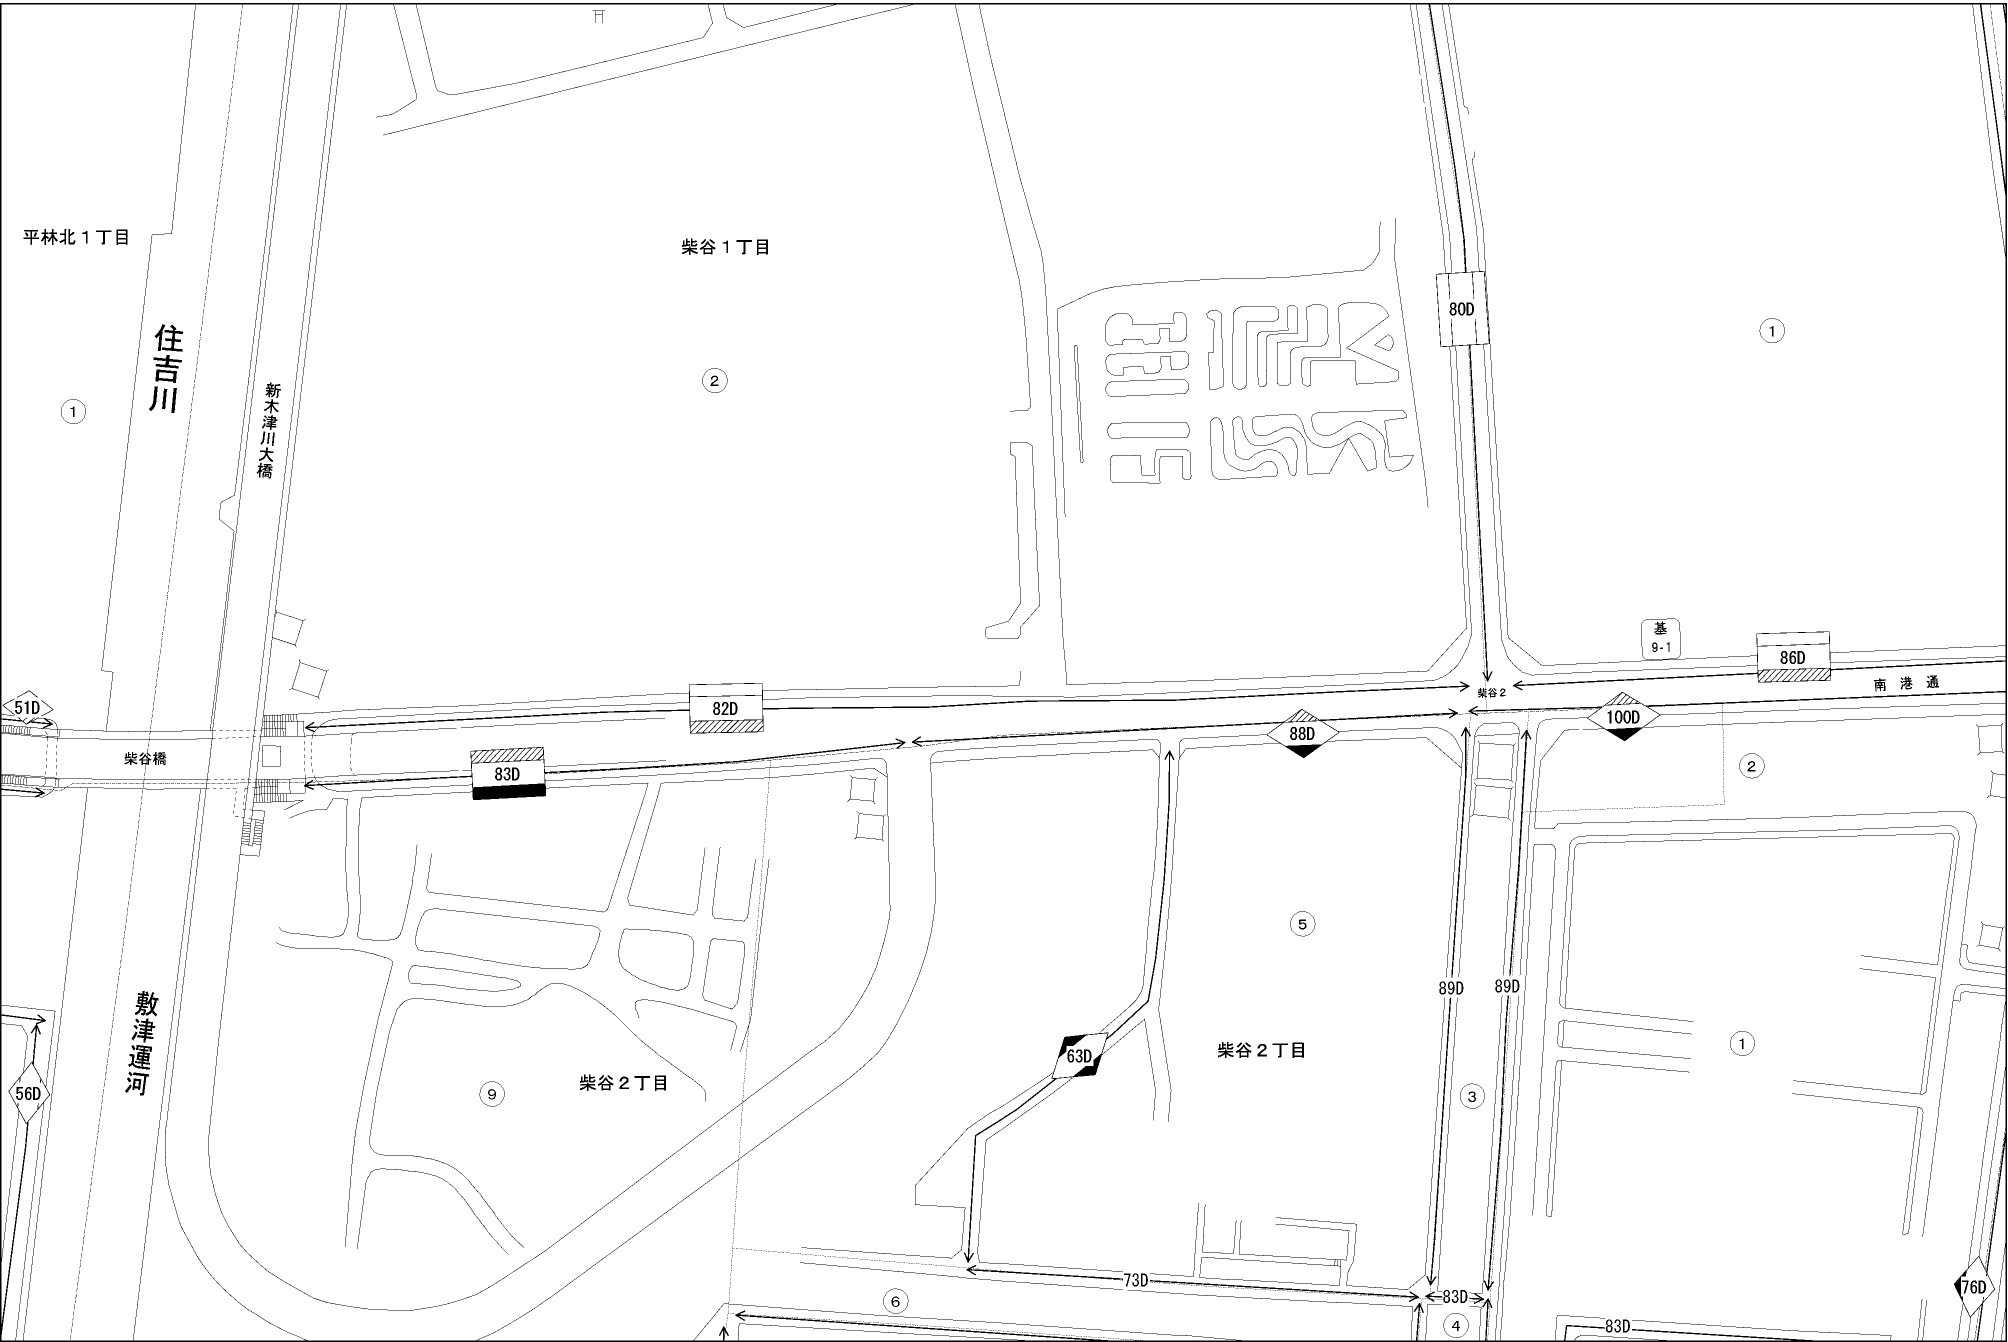 平林北１丁目
柴谷１丁目
80D
①
住吉川
②
新木津川大橋
①
基
9-1
86D
51D
82D
柴谷２
南港通
100D
88D
柴谷橋
83D
②
⑤
89D
89D
敷津運河
柴谷２丁目
63D
①
柴谷２丁目
⑨
56D
③
73D
76D
83D
⑥
④
83D